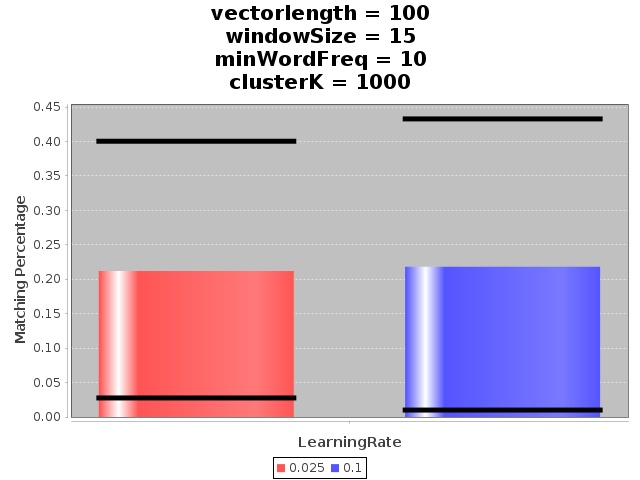 vectorlength = 100
windowSize = 15
minWordFreq = 10
clusterK = 1000
0.45
0.40
0.35
0.30
0.25
0.20
0.15
0.10
0.05
0.00
Matching Percentage
LearningRate
0.025 0.1